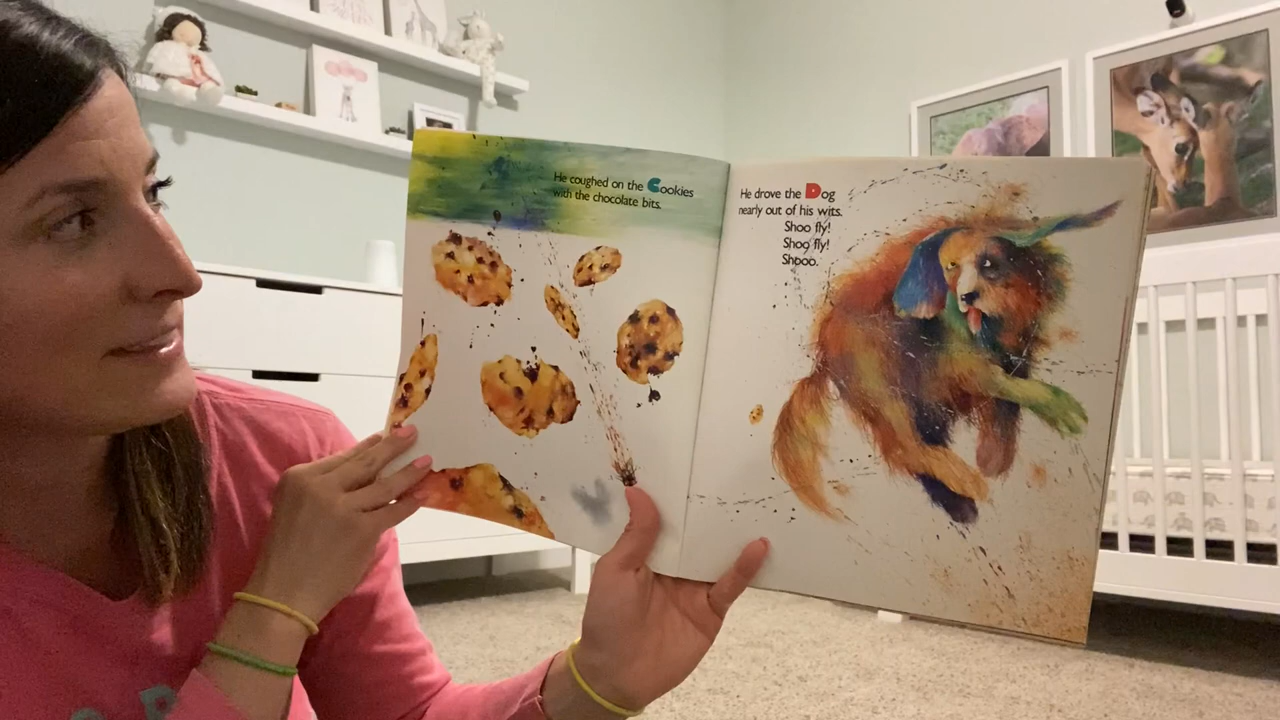 He coughed on the Cookies
with the chocolate bits.
He drove the Dog
nearly out of his wits.
Shoo fly!
Shoo fly!
Shooo.